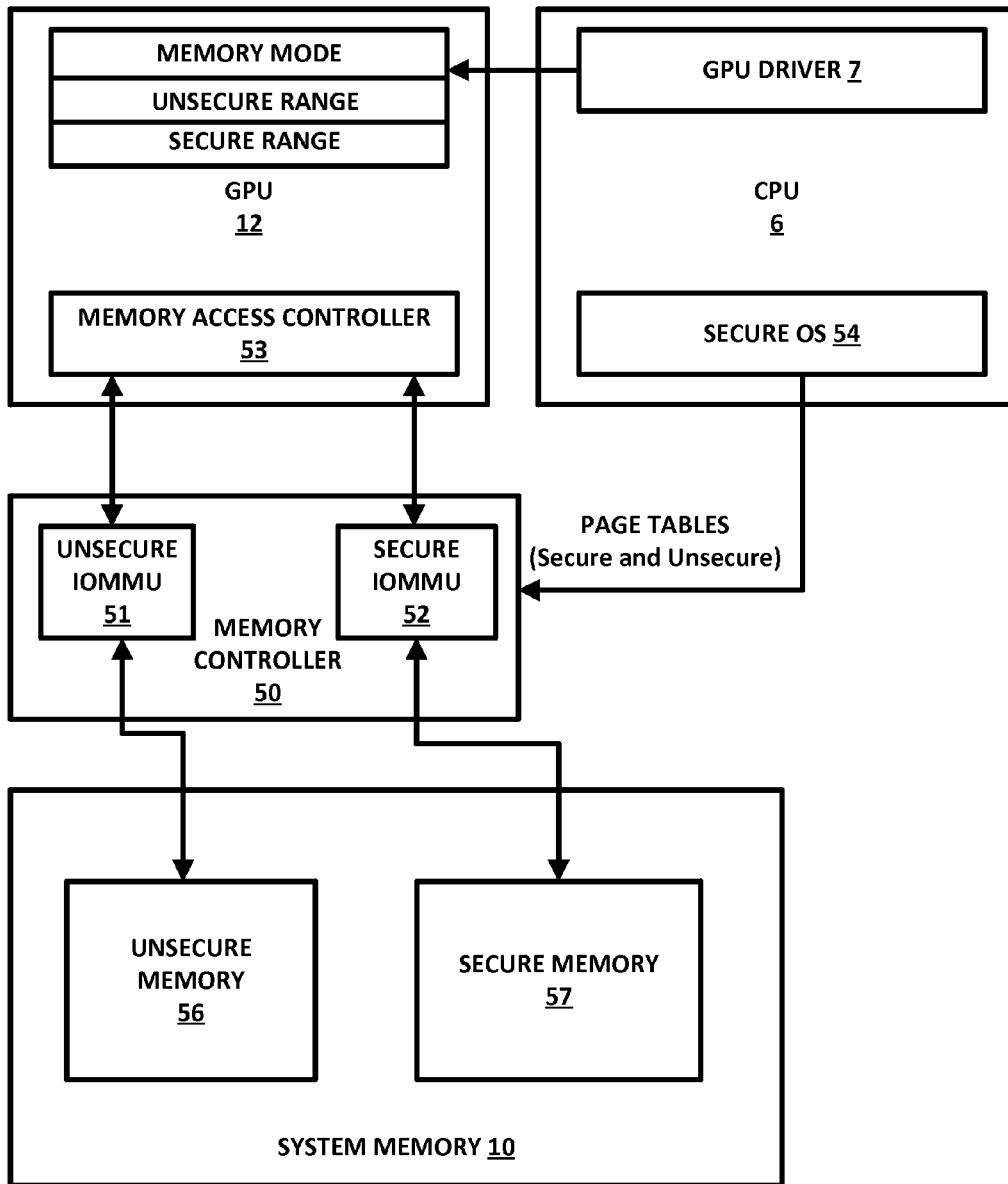 MEMORY MODE
UNSECURE RANGE
SECURE RANGE
GPU
12
MEMORY ACCESS CONTROLLER
53
GPU DRIVER 7
CPU
6
SECURE OS 54
UNSECURE
IOMMU
51
SECURE
IOMMU
52
MEMORY
CONTROLLER
50
PAGE TABLES
(Secure and Unsecure)
UNSECURE
MEMORY
56
SECURE MEMORY
57
SYSTEM MEMORY 10